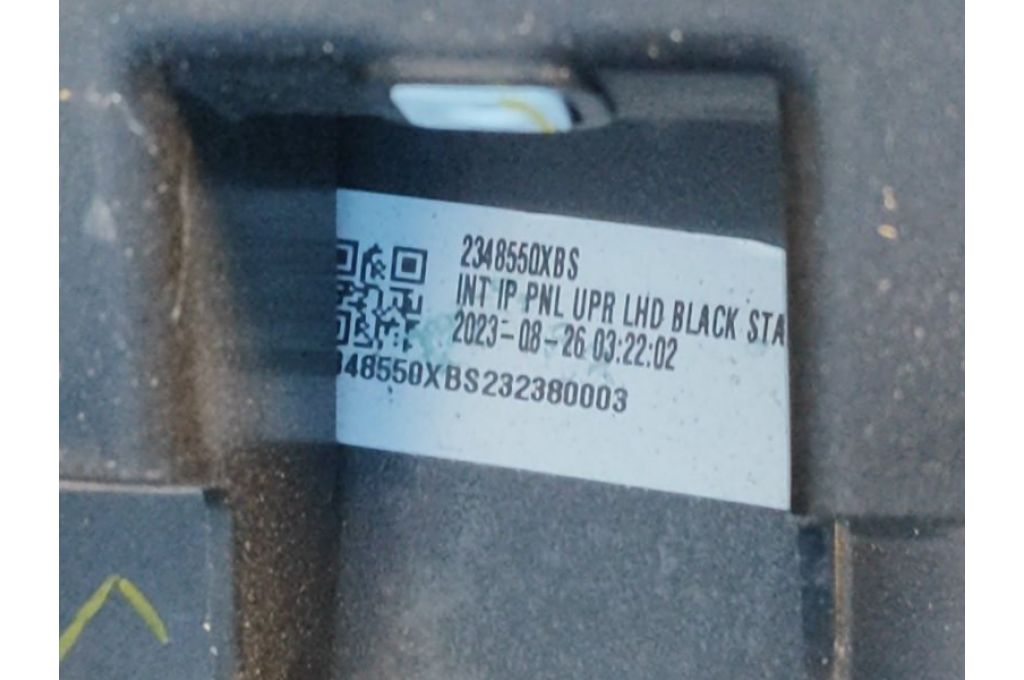 2348550XBS
INT IP PNL UPR LHD BLACK STA
2023-08-26 03:22:02
348550XBS232380003